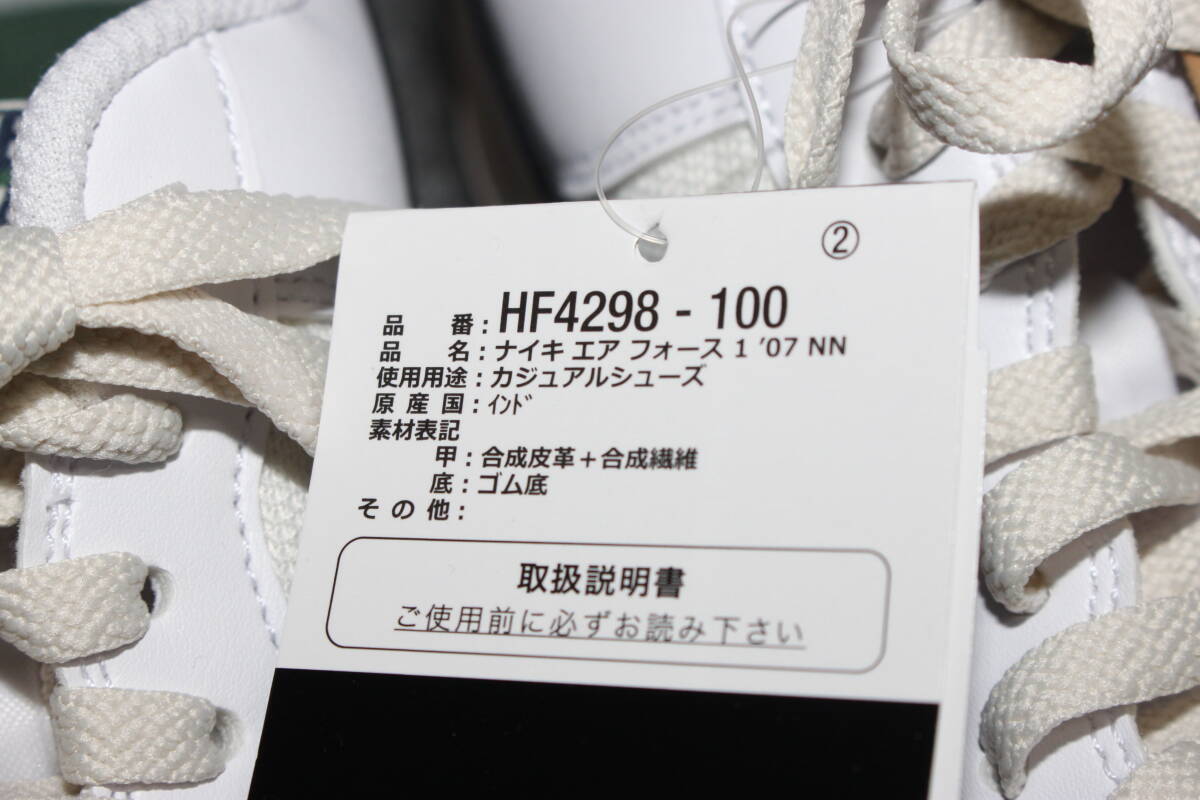 ②
品 番 : HF4298 - 100
品 名 : ナイキ エア フォース 1 ’07 NN
使用用途 : カジュアルシューズ
原 産 国 : ｲﾝﾄﾞ
素材表記
甲 : 合成皮革 + 合成繊維
底 : ゴム底
そ の 他 :
取扱説明書
ご使用前に必ずお読み下さい